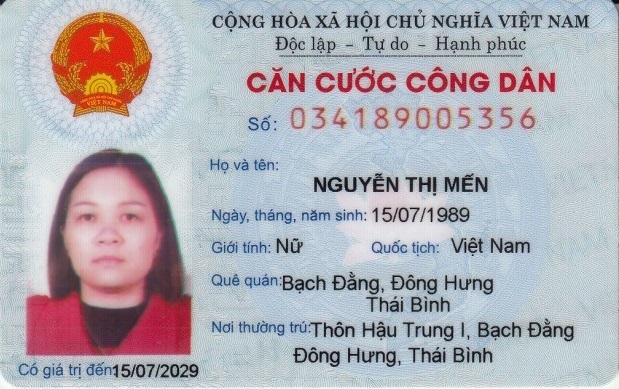 CỘNG HÒA XÃ HỘI CHỦ NGHĨA VIỆT NAM
Độc lập - Tự do - Hạnh phúc
CĂN CƯỚC CÔNG DÂN
Số: 034189005356
Họ và tên:
NGUYỄN THỊ MẾN
Ngày, tháng, năm sinh: 15/07/1989
Giới tính: Nữ Quốc tịch: Việt Nam
Quê quán: Bạch Đằng, Đông Hưng
Thái Bình
Nơi thường trú: Thôn Hậu Trung I, Bạch Đằng
Đông Hưng, Thái Bình
Có giá trị đến: 15/07/2029
VIỆT NAM